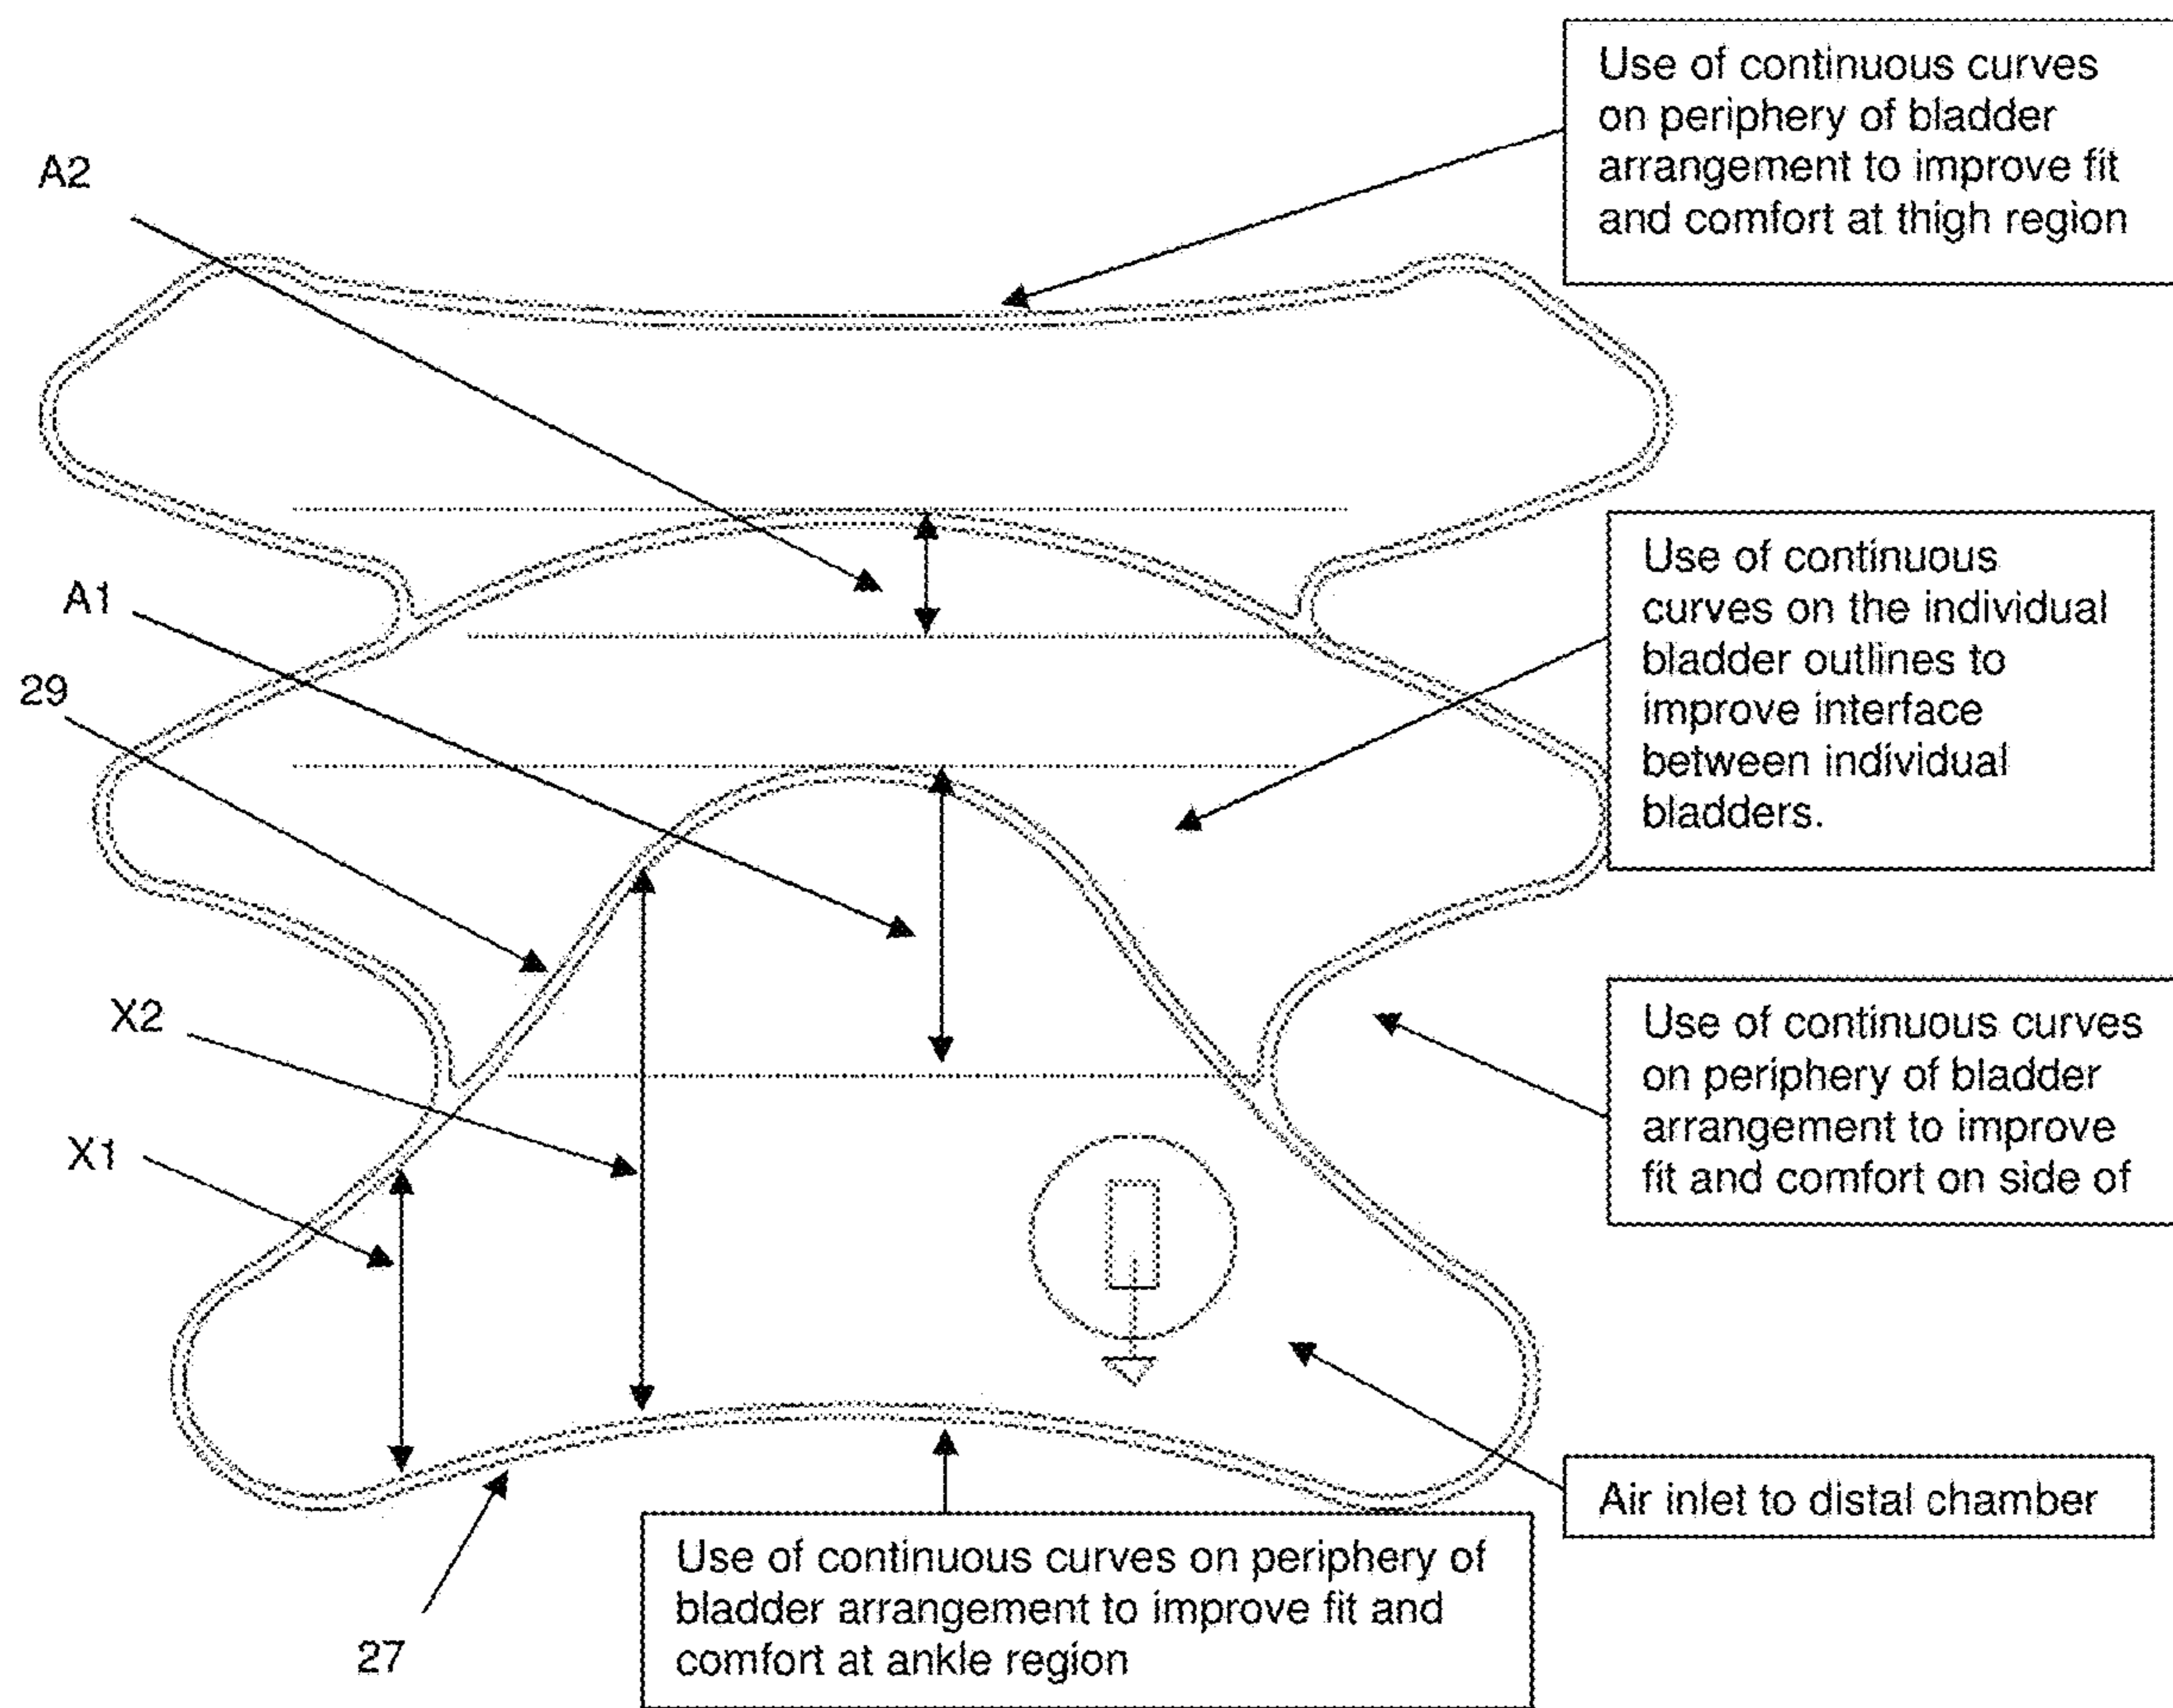 Use of continuous curves
on periphery of bladder
arrangement to improve fit
and comfort at thigh region
A2
A1
29
Use of continuous
curves on the individual
bladder outlines to
improve interface
between individual
bladders.
X2
X1
Use of continuous curves
on periphery of bladder
arrangement to improve
fit and comfort on side of
Air inlet to distal chamber
Use of continuous curves on periphery of
bladder arrangement to improve fit and
comfort at ankle region
27